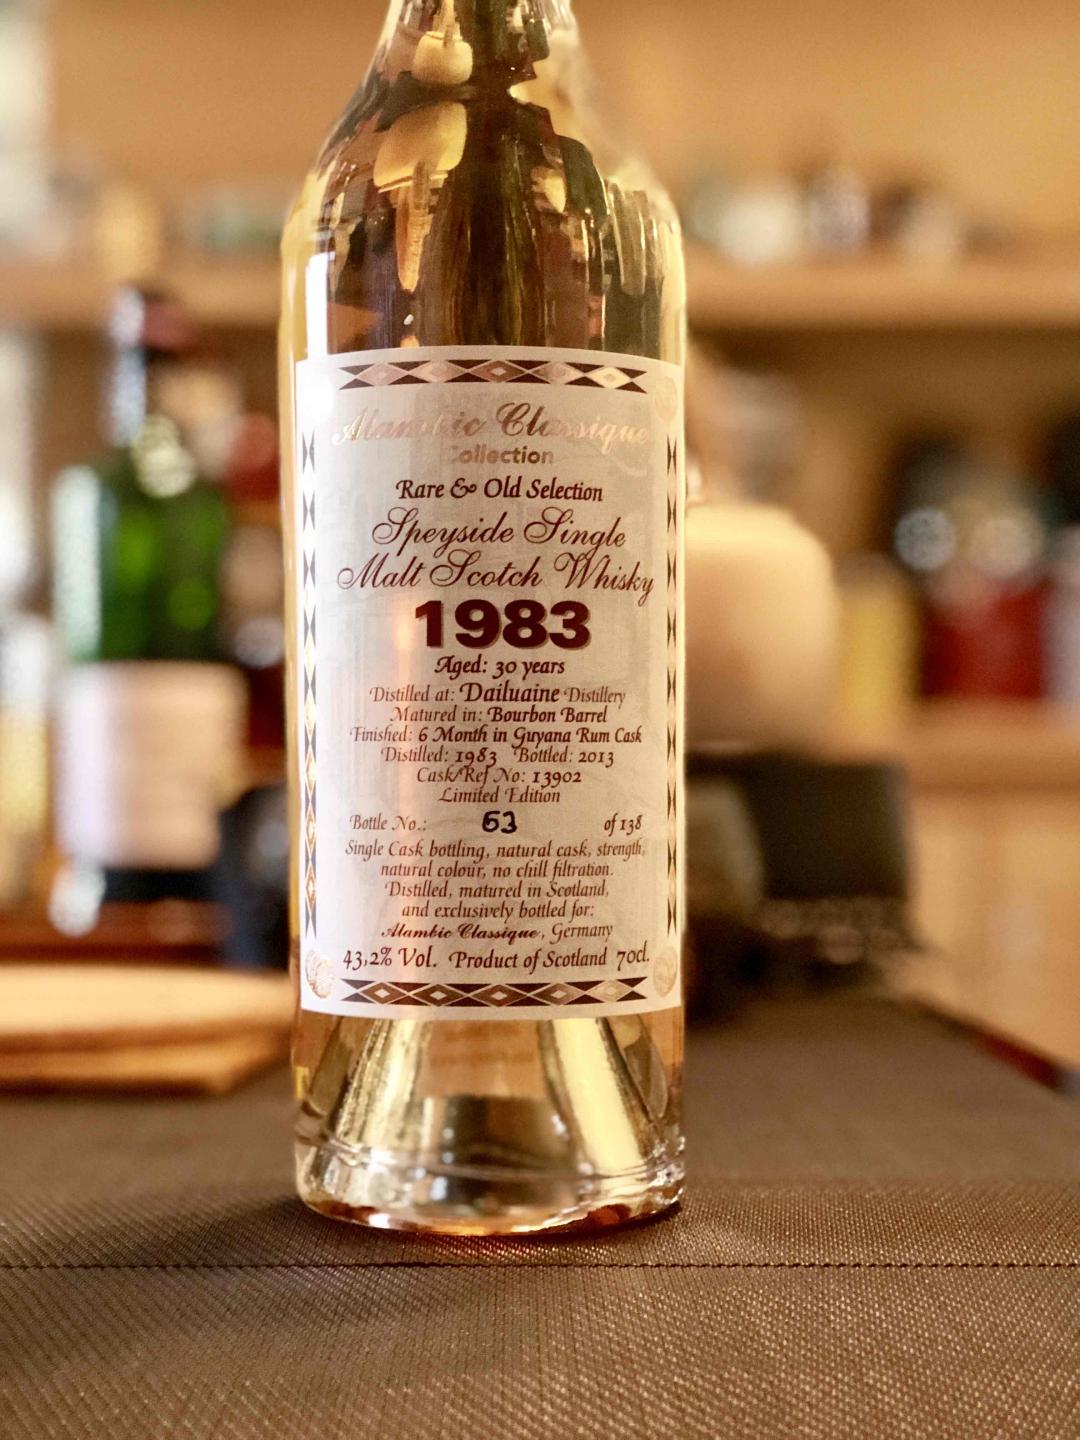 Alambic Classique
Collection
Rare & Old Selection
Speyside Single
Malt Scotch Whisky
1983
Aged: 30 years
Distilled at: Dailuaine Distillery
Matured in: Bourbon Barrel
Finished: 6 Month in Guyana Rum Cask
Distilled: 1983 Bottled: 2013
Cask/Ref No: 13902
Limited Edition
Bottle No.: 63 of 138
Single Cask bottling, natural cask, strength,
natural colour, no chill filtration.
Distilled, matured in Scotland,
and exclusively bottled for:
Alambic Classique, Germany
43,2% Vol. Product of Scotland 70cl.